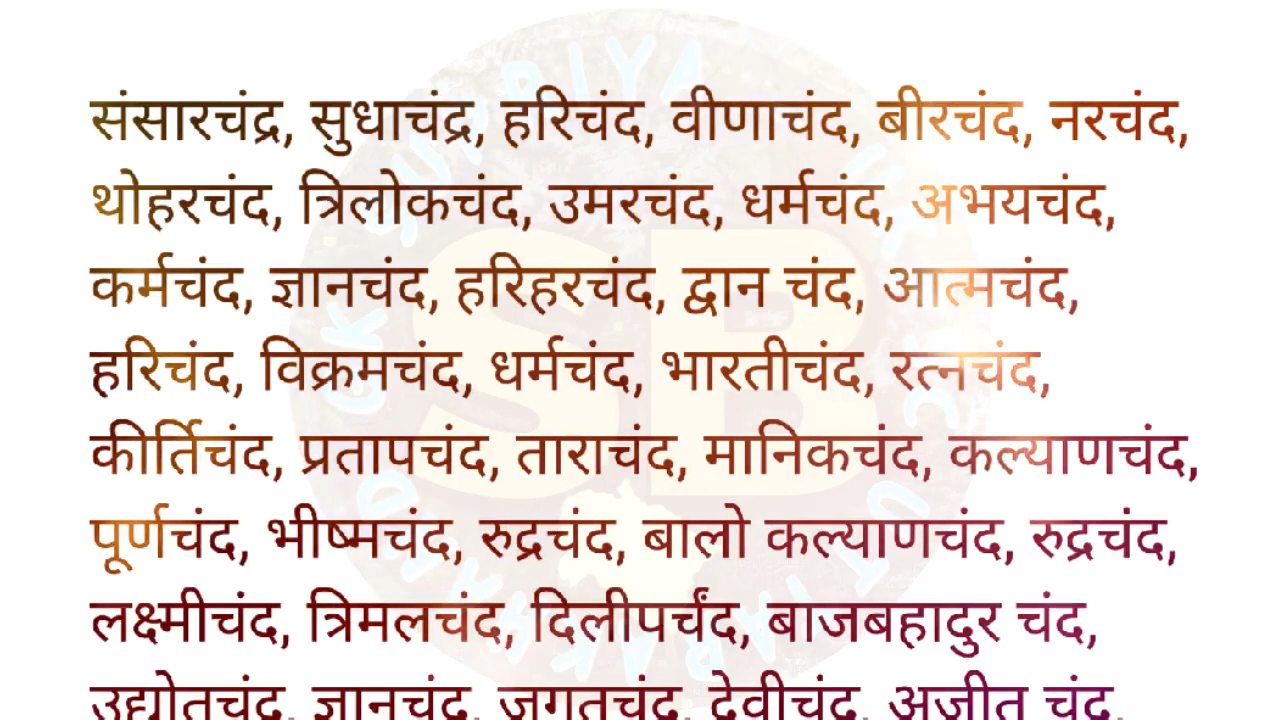 संसारचंद्र, सुधाचंद्र, हरिचंद, वीणाचंद, बीरचंद, नरचंद,
थोहरचंद, त्रिलोकचंद, उमरचंद, धर्मचंद, अभयचंद,
कर्मचंद, ज्ञानचंद, हरिहरचंद, द्वान चंद, आत्मचंद,
हरिचंद, विक्रमचंद, धर्मचंद, भारतीचंद, रत्नचंद,
कीर्तिचंद, प्रतापचंद, ताराचंद, मानिकचंद, कल्याणचंद,
पूर्णचंद, भीष्मचंद, रुद्रचंद, बालो कल्याणचंद, रुद्रचंद,
लक्ष्मीचंद, त्रिमलचंद, दिलीपर्चंद, बाजबहादुर चंद,
उद्योतचंद, ज्ञानचंद, जगतचंद, देवीचंद, अजीत चंद,
SB